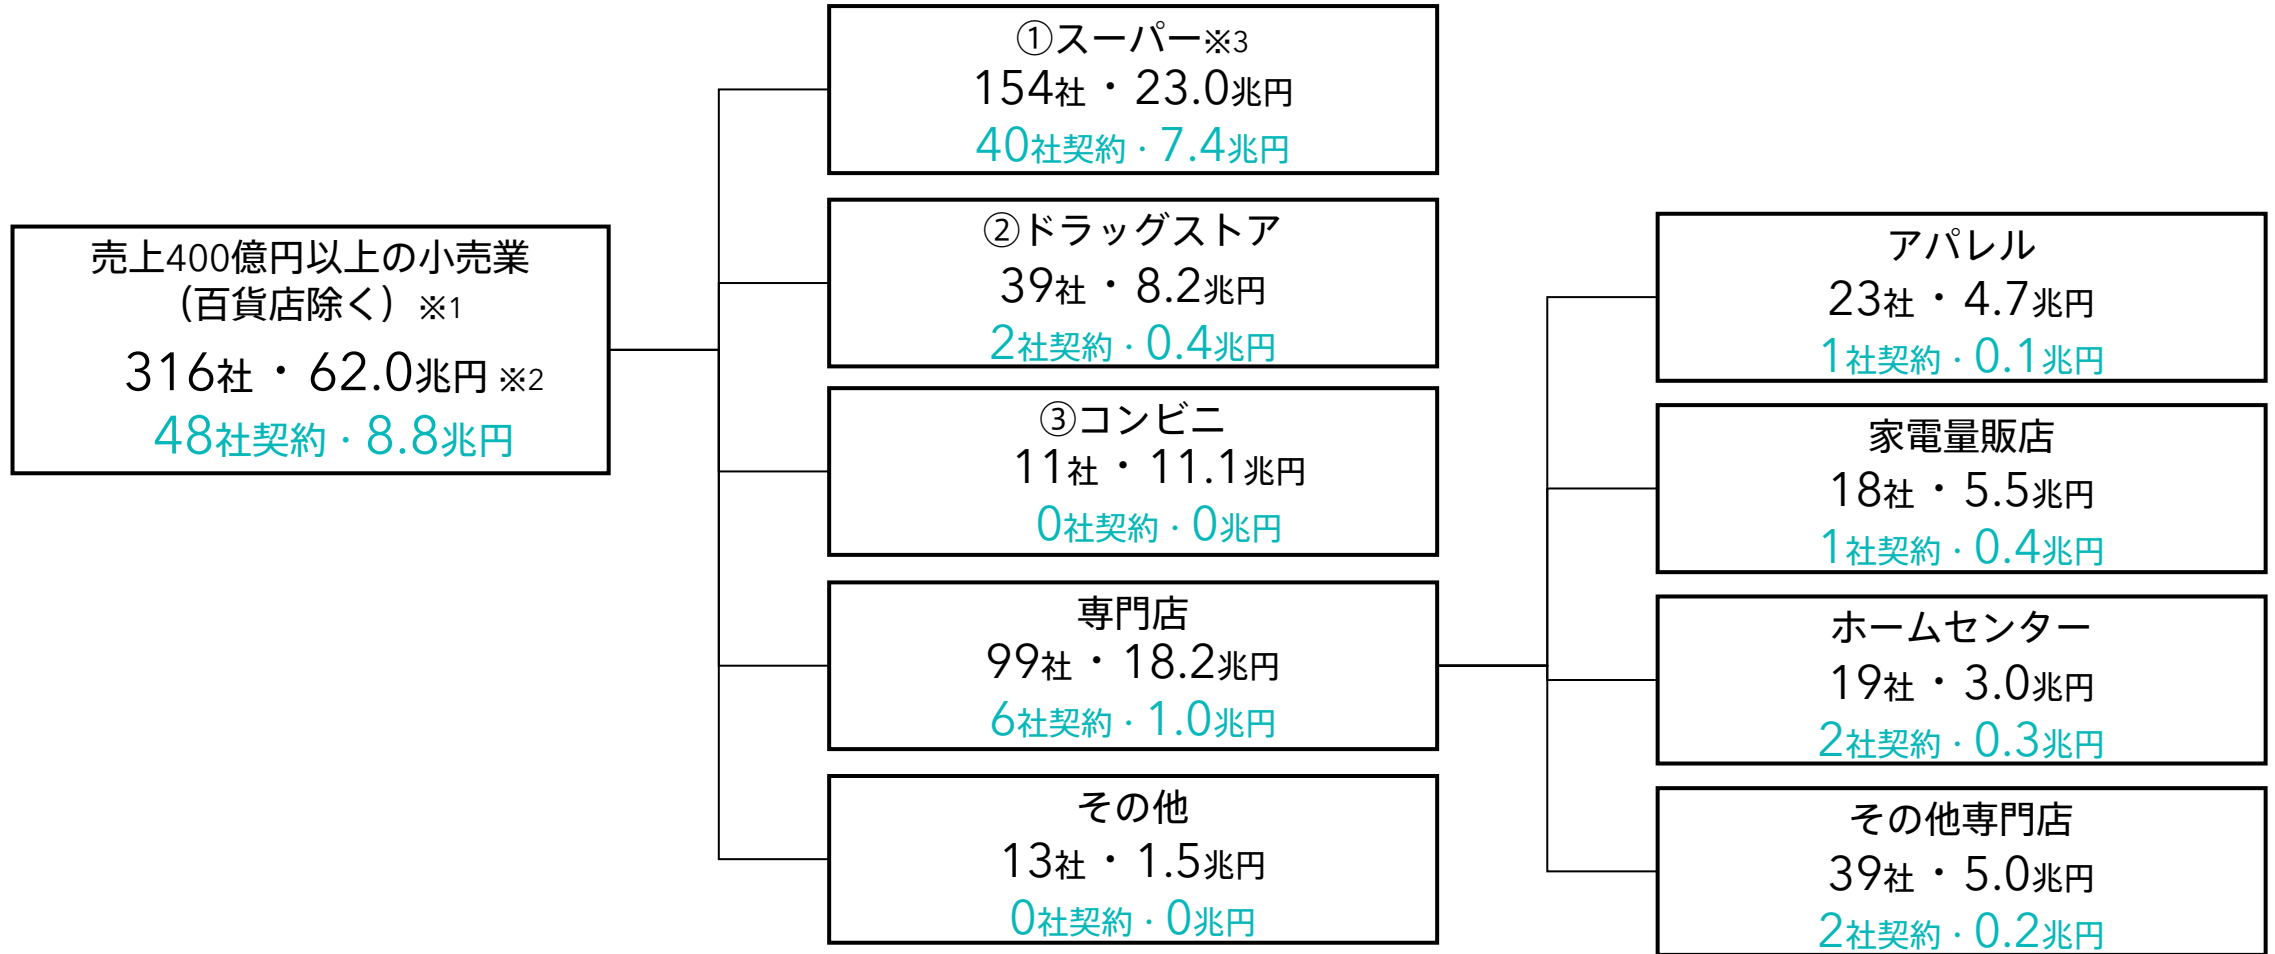 売上400億円以上の小売業
（百貨店除く）※1
316社・62.0兆円 ※2
48社契約・8.8兆円
①スーパー※3
154社・23.0兆円
40社契約・7.4兆円
②ドラッグストア
39社・8.2兆円
2社契約・0.4兆円
③コンビニ
11社・11.1兆円
0社契約・0兆円
専門店
99社・18.2兆円
6社契約・1.0兆円
その他
13社・1.5兆円
0社契約・0兆円
アパレル
23社・4.7兆円
1社契約・0.1兆円
家電量販店
18社・5.5兆円
1社契約・0.4兆円
ホームセンター
19社・3.0兆円
2社契約・0.3兆円
その他専門店
39社・5.0兆円
2社契約・0.2兆円